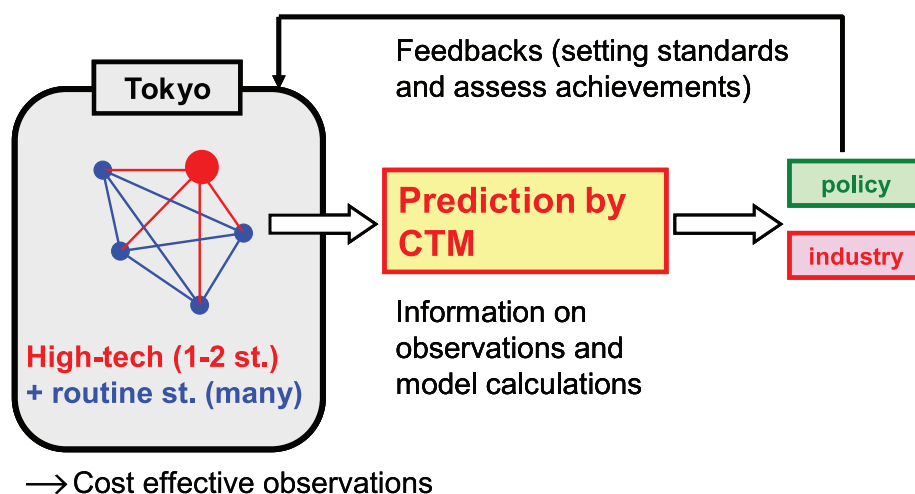 Feedbacks (setting standards
and assess achievements)
Tokyo
Prediction by
CTM
policy
industry
Information on
observations and
model calculations
High-tech (1-2 st.)
+ routine st. (many)
→ Cost effective observations